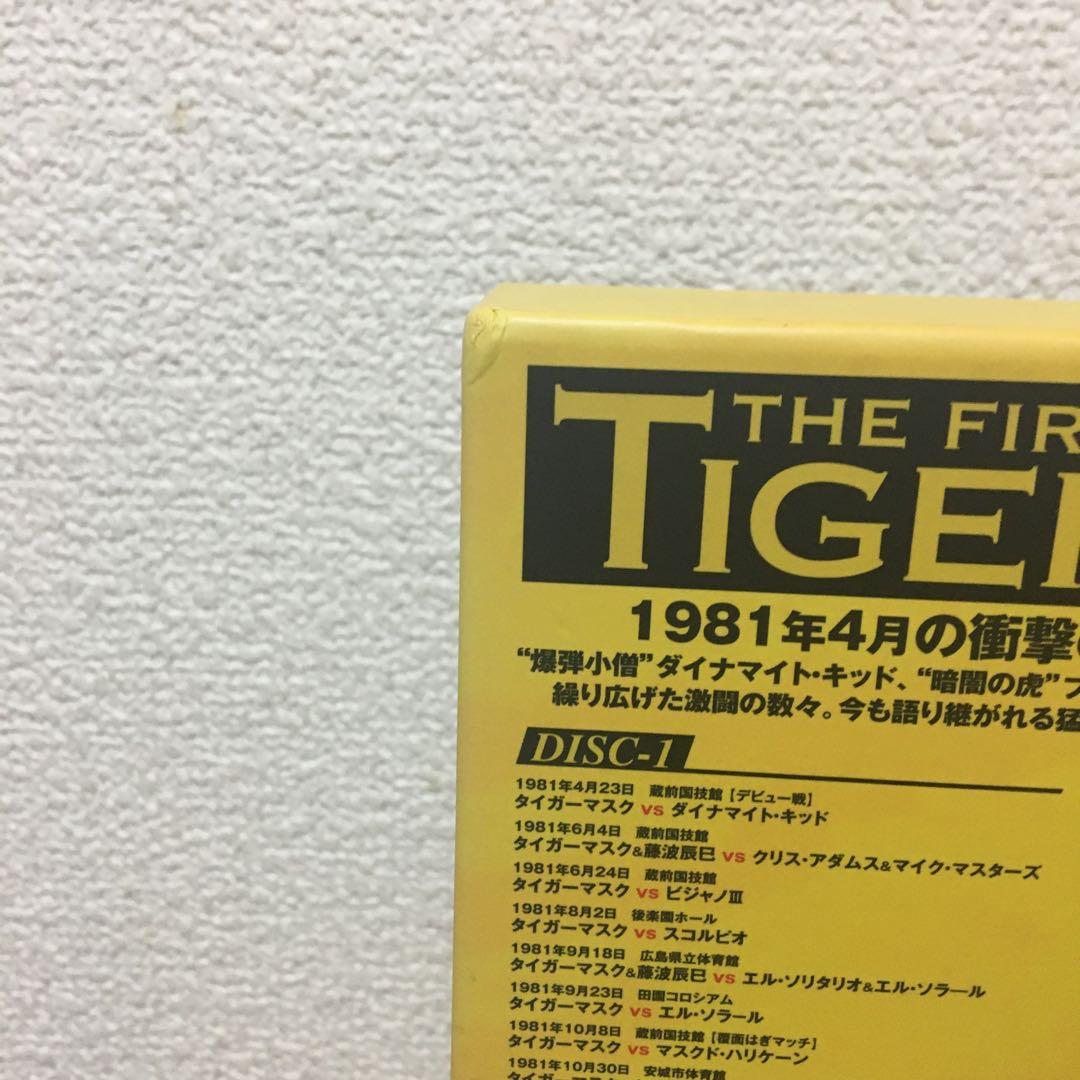 THE FIR
TIGE
1981年4月の衝撃
“爆弾小僧”ダイナマイト・キッド、“暗闇の虎”ブ
繰り広げた激闘の数々。今も語り継がれる猛
DISC-1
1981年4月23日 蔵前国技館【デビュー戦】
タイガーマスク VS ダイナマイト・キッド
1981年6月4日 蔵前国技館
タイガーマスク&藤波辰巳 VS クリス・アダムス&マイク・マスターズ
1981年6月24日 蔵前国技館
タイガーマスク VS ビジャノⅢ
1981年8月2日 後楽園ホール
タイガーマスク VS スコルピオ
1981年9月18日 広島県立体育館
タイガーマスク&藤波辰巳 VS エル・ソリタリオ&エル・ソラール
1981年9月23日 田園コロシアム
タイガーマスク VS エル・ソラール
1981年10月8日 蔵前国技館【覆面はぎマッチ】
タイガーマスク VS マスクド・ハリケーン
1981年10月30日 安城市体育館